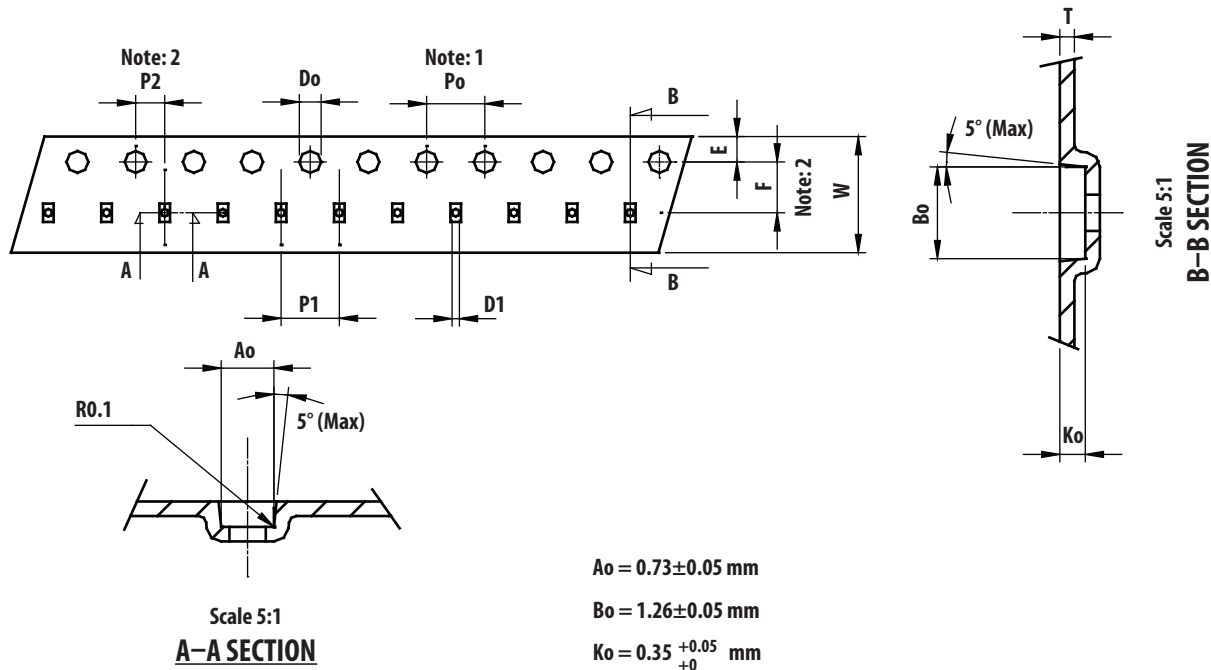 Note: 2
P2
Do
Note: 1
Po
B
E
F
Note: 2
W
A
A
B
P1
D1
T
5° (Max)
Bo
Ko
Scale 5:1
B–B SECTION
Ao
5° (Max)
R0.1
Scale 5:1
A–A SECTION
Ao = 0.73±0.05 mm
Bo = 1.26±0.05 mm
Ko = 0.35 +0.05 +0 mm